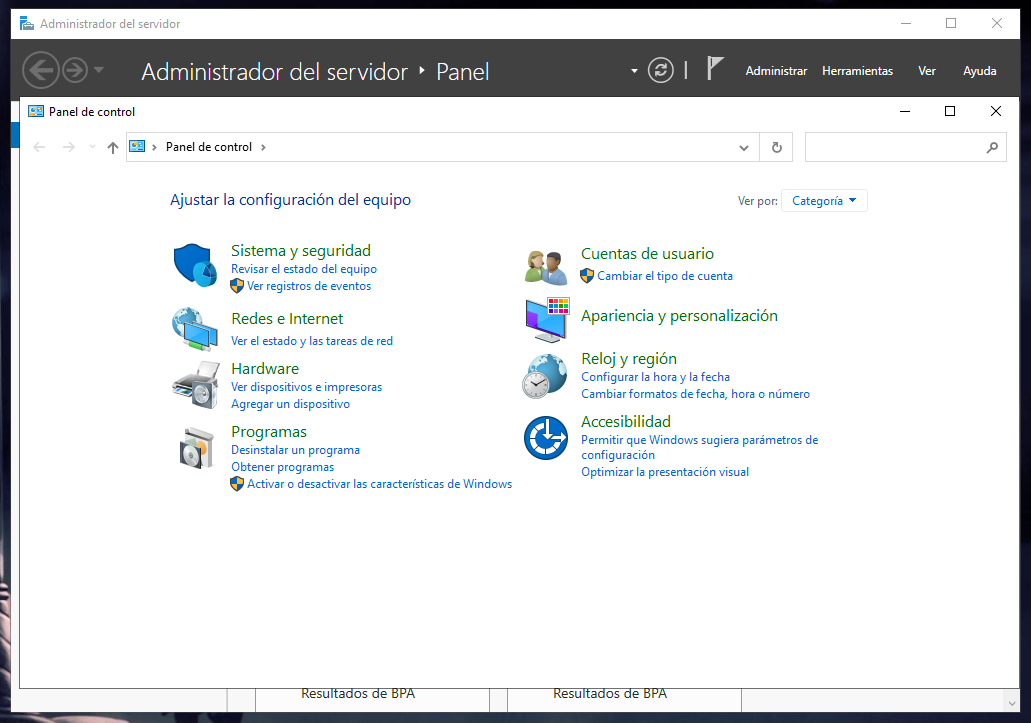 Administrador del servidor
Administrador del servidor Panel
Administrar Herramientas Ver Ayuda
Panel de control
Panel de control
Ajustar la configuración del equipo
Ver por: Categoría
Sistema y seguridad
Revisar el estado del equipo
Ver registros de eventos
Redes e Internet
Ver el estado y las tareas de red
Hardware
Ver dispositivos e impresoras
Agregar un dispositivo
Programas
Desinstalar un programa
Obtener programas
Activar o desactivar las características de Windows
Cuentas de usuario
Cambiar el tipo de cuenta
Apariencia y personalización
Reloj y región
Configurar la hora y la fecha
Cambiar formatos de fecha, hora o número
Accesibilidad
Permitir que Windows sugiera parámetros de
configuración
Optimizar la presentación visual
Resultados de BPA
Resultados de BPA